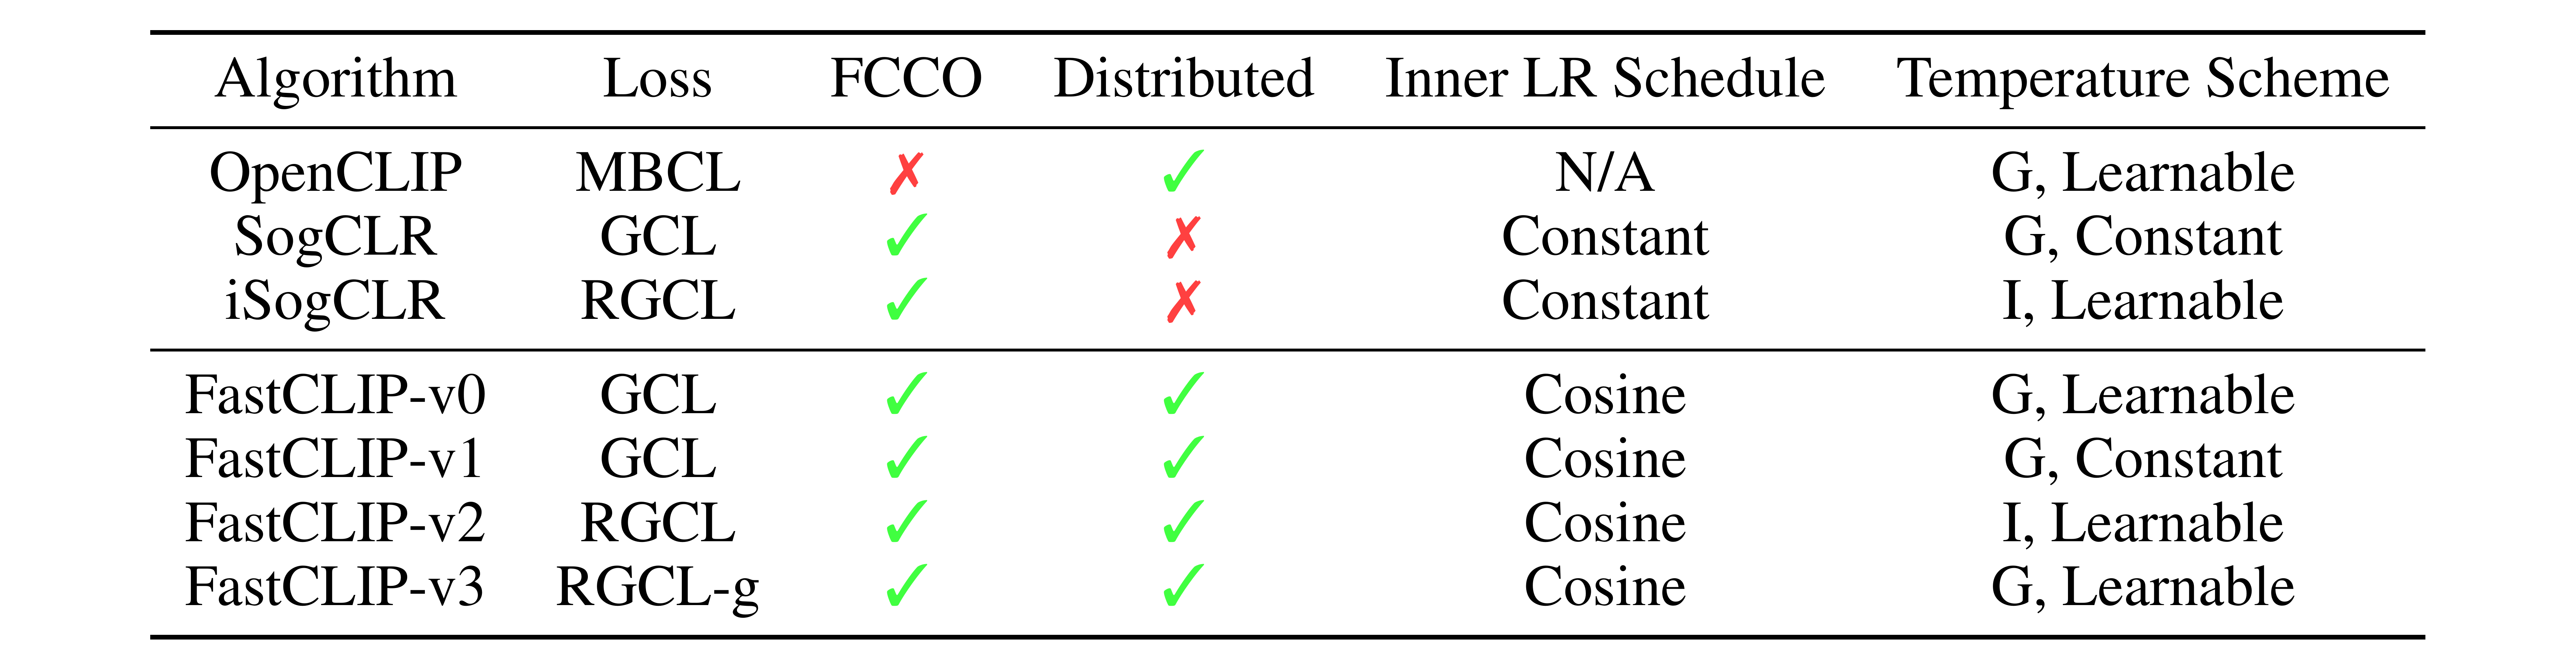 Algorithm Loss FCCO Distributed Inner LR Schedule Temperature Scheme
OpenCLIP MBCL ✗ ✓ N/A G, Learnable
SogCLR GCL ✓ ✗ Constant G, Constant
iSogCLR RGCL ✓ ✗ Constant I, Learnable
FastCLIP-v0 GCL ✓ ✓ Cosine G, Learnable
FastCLIP-v1 GCL ✓ ✓ Cosine G, Constant
FastCLIP-v2 RGCL ✓ ✓ Cosine I, Learnable
FastCLIP-v3 RGCL-g ✓ ✓ Cosine G, Learnable